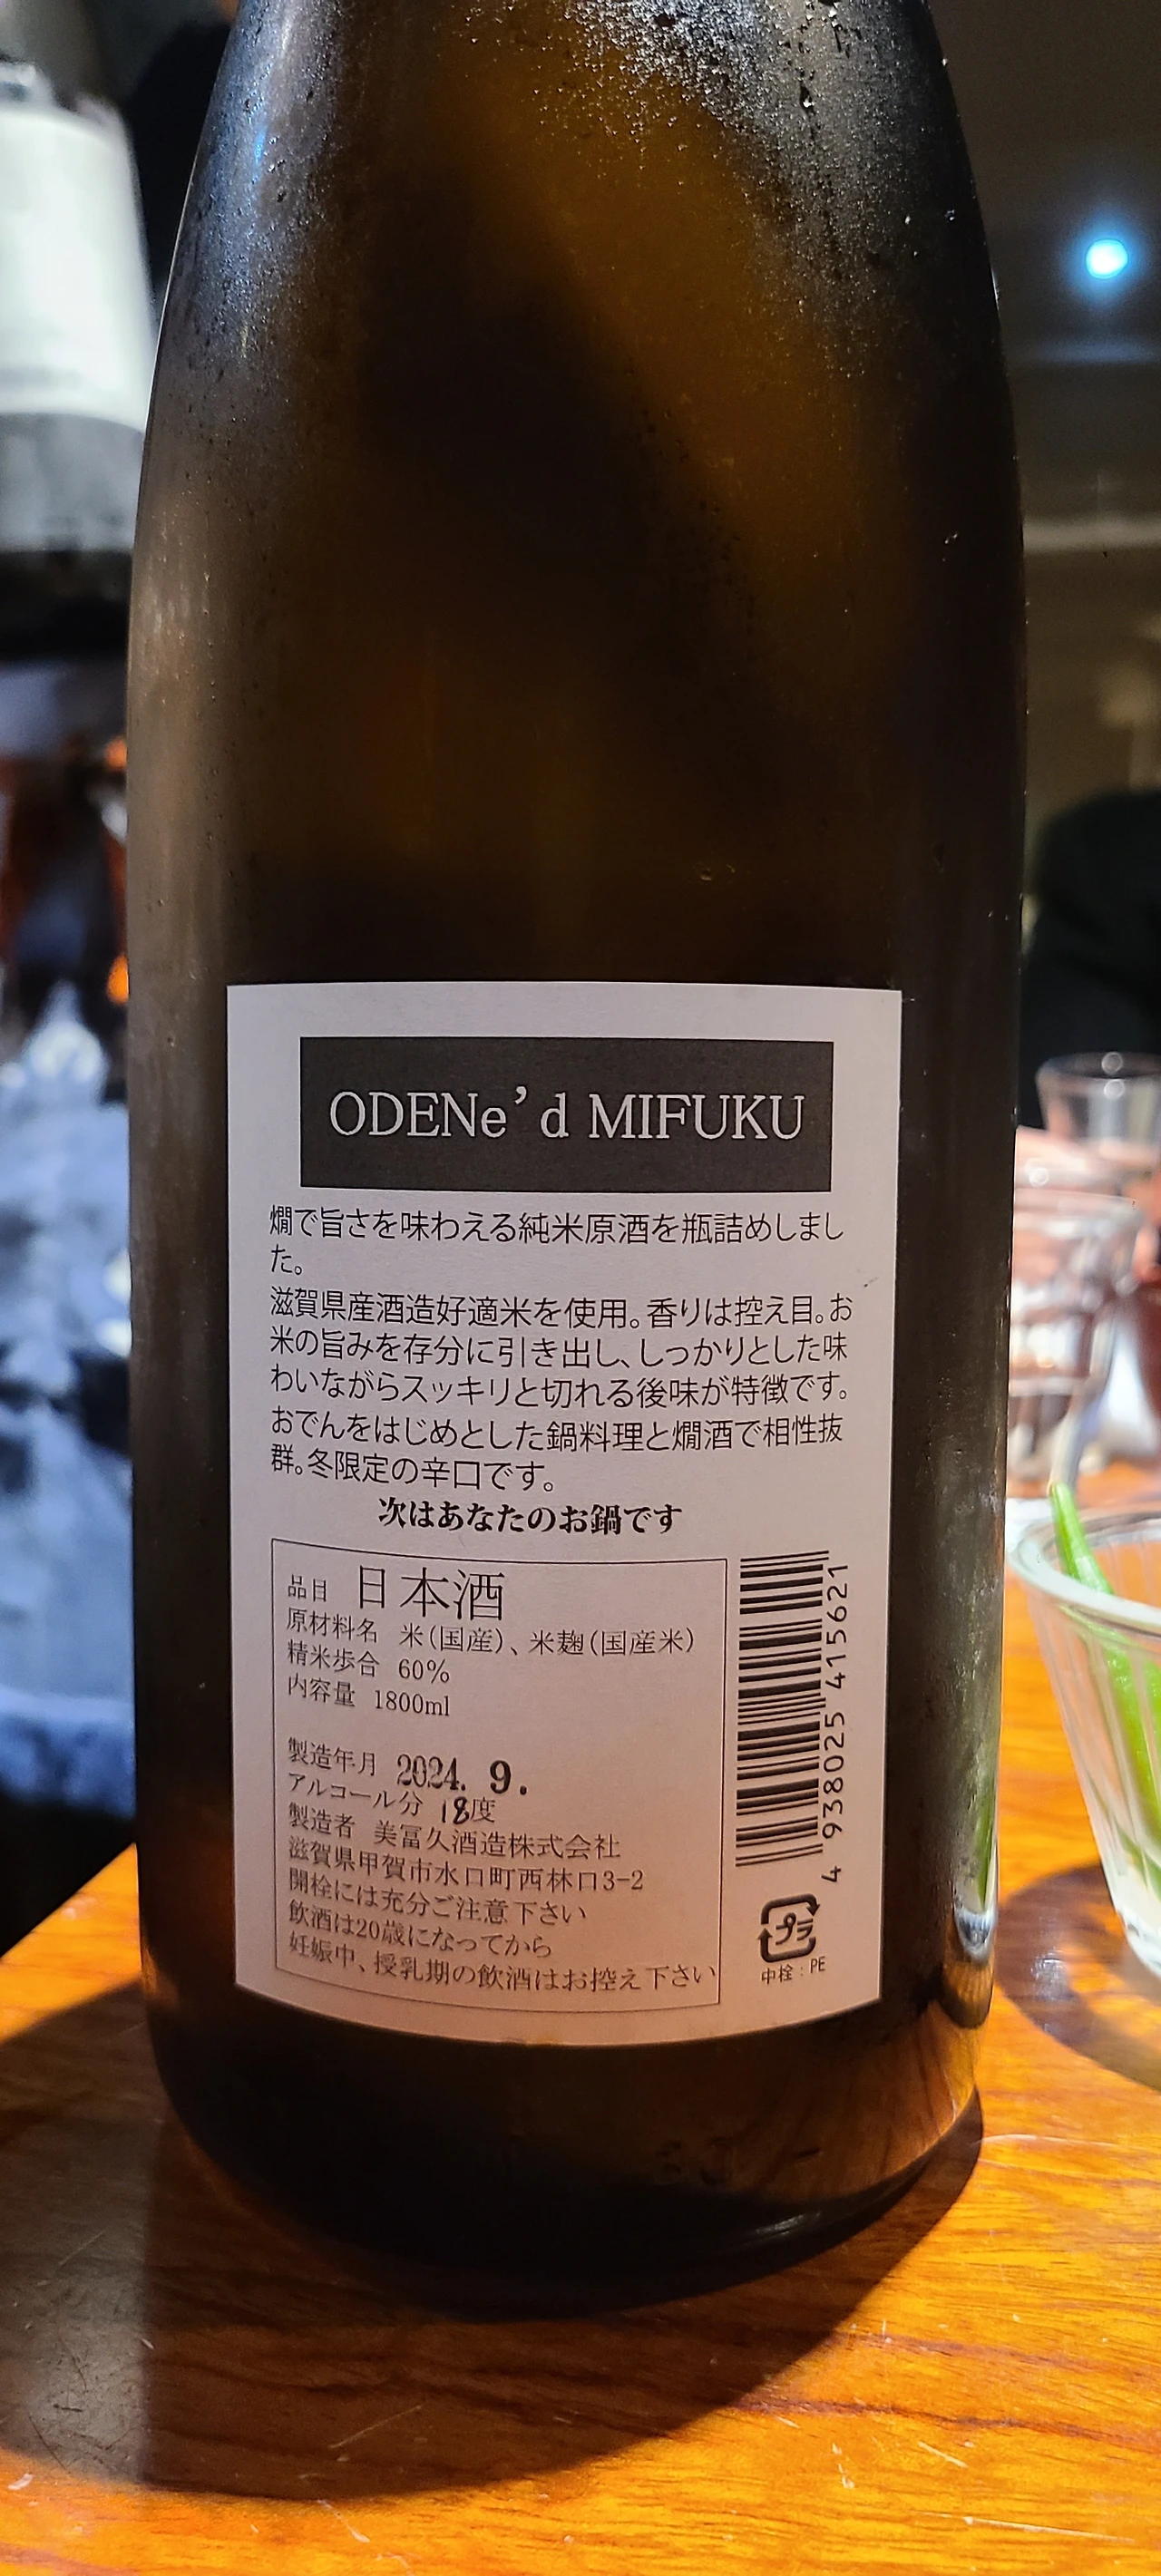 ODENe’d MIFUKU
燗で旨さを味わえる純米原酒を瓶詰めしまし
た。
滋賀県産酒造好適米を使用。香りは控え目。お
米の旨みを存分に引き出し、しっかりとした味
わいながらスッキリと切れる後味が特徴です。
おでんをはじめとした鍋料理と燗酒で相性抜
群。冬限定の辛口です。
次はあなたのお鍋です
品目 日本酒
原材料名 米(国産)、米麹(国産米)
精米歩合 60%
内容量 1800ml
製造年月 2024. 9.
アルコール分 18度
製造者 美冨久酒造株式会社
滋賀県甲賀市水口町西林口3-2
開栓には充分ご注意下さい
飲酒は20歳になってから
妊娠中、授乳期の飲酒はお控え下さい
4 938025 415621
プラ
中栓:PE